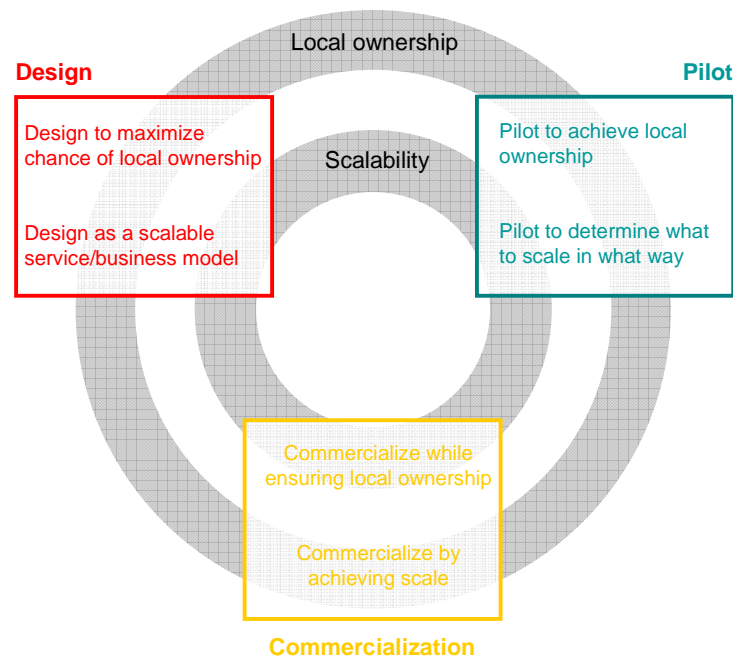 Local ownership
Design
Pilot
Design to maximize
chance of local ownership
Pilot to achieve local
ownership
Scalability
Design as a scalable
service/business model
Pilot to determine what
to scale in what way
Commercialize while
ensuring local ownership
Commercialize by
achieving scale
Commercialization